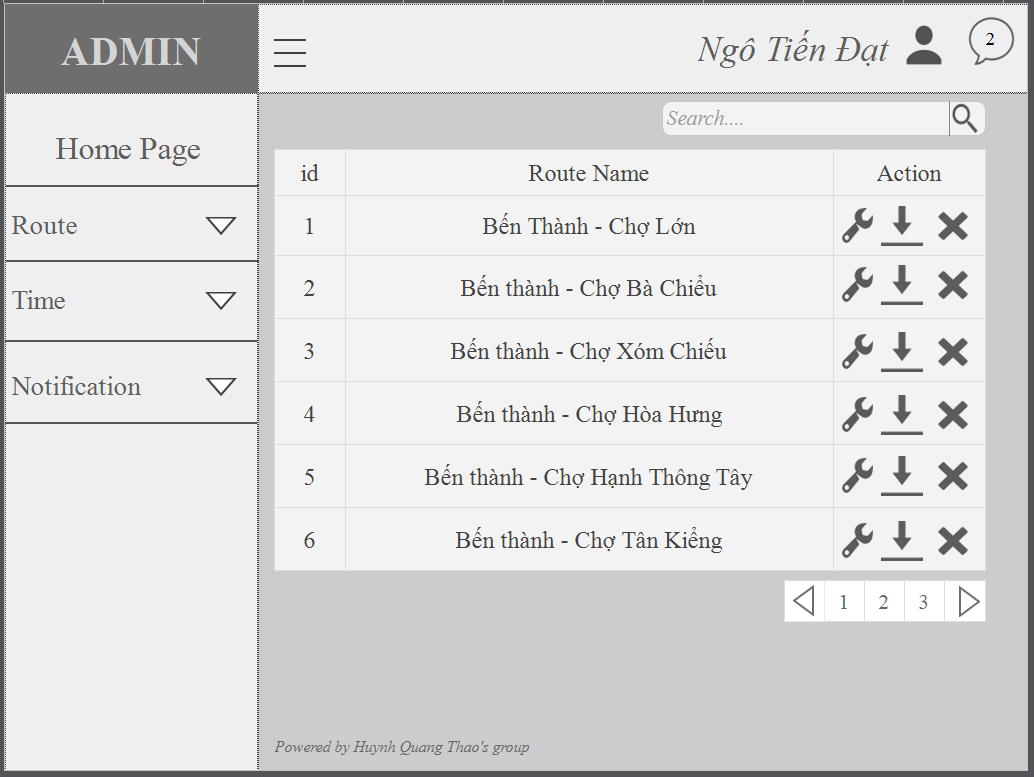 ADMIN
Ngô Tiến Đạt
2
Search....
Home Page
Route
Time
Notification
id Route Name Action
1 Bến Thành - Chợ Lớn
2 Bến thành - Chợ Bà Chiểu
3 Bến thành - Chợ Xóm Chiếu
4 Bến thành - Chợ Hòa Hưng
5 Bến thành - Chợ Hạnh Thông Tây
6 Bến thành - Chợ Tân Kiểng
1 2 3
Powered by Huynh Quang Thao's group